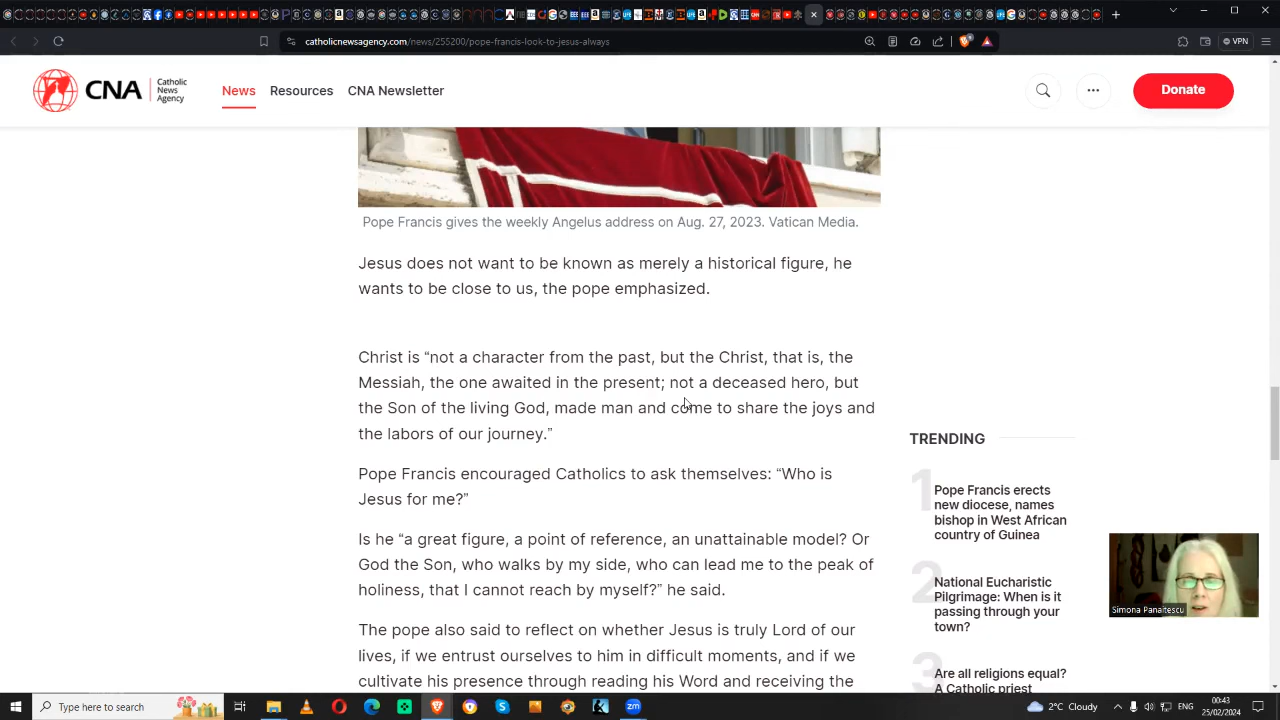 catholicnewsagency.com/news/255200/pope-francis-look-to-jesus-always
VPN
CNA
Catholic
News
Agency
News
Resources
CNA Newsletter
Donate
Pope Francis gives the weekly Angelus address on Aug. 27, 2023. Vatican Media.
Jesus does not want to be known as merely a historical figure, he
wants to be close to us, the pope emphasized.
Christ is “not a character from the past, but the Christ, that is, the
Messiah, the one awaited in the present; not a deceased hero, but
the Son of the living God, made man and come to share the joys and
the labors of our journey.”
Pope Francis encouraged Catholics to ask themselves: “Who is
Jesus for me?”
Is he “a great figure, a point of reference, an unattainable model? Or
God the Son, who walks by my side, who can lead me to the peak of
holiness, that I cannot reach by myself?” he said.
The pope also said to reflect on whether Jesus is truly Lord of our
lives, if we entrust ourselves to him in difficult moments, and if we
cultivate his presence through reading his Word and receiving the
TRENDING
1
Pope Francis erects
new diocese, names
bishop in West African
country of Guinea
2
National Eucharistic
Pilgrimage: When is it
passing through your
town?
3
Are all religions equal?
A Catholic priest
Simona Panaitescu
Type here to search
2°C Cloudy
ENG
00:43
25/02/2024